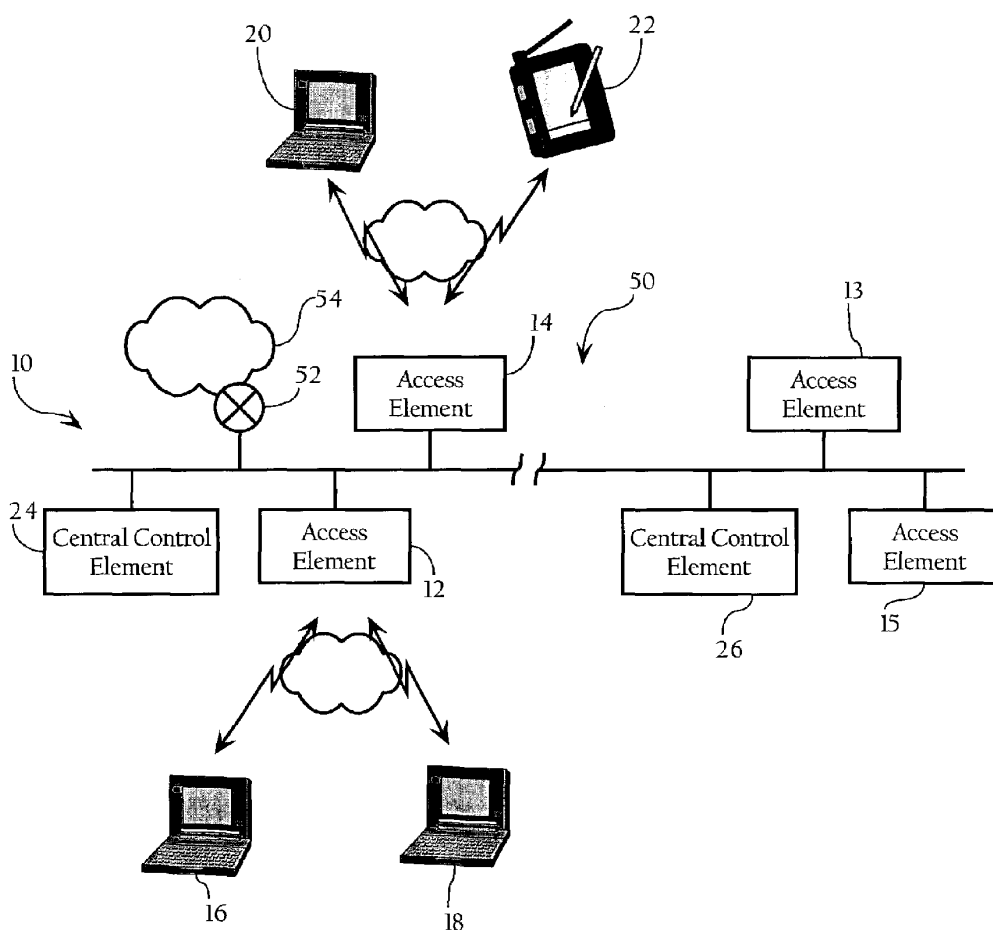 20
22
54
50
13
14
10
52
Access
Element
Access
Element
24
Central Control
Element
Access
Element
12
Central Control
Element
26
Access
Element
15
16
18